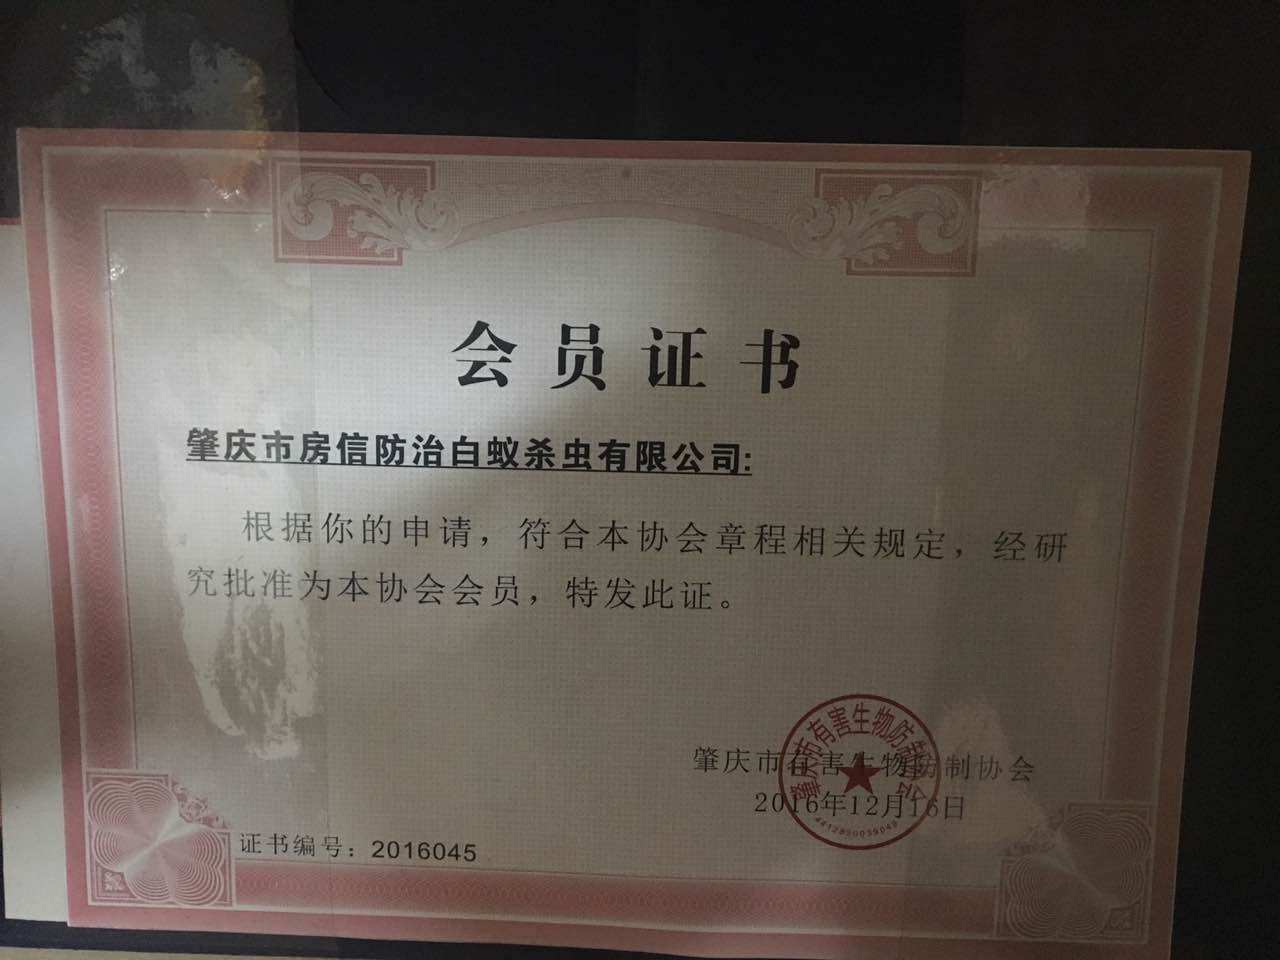 会员证书
肇庆市房信防治白蚁杀虫有限公司:
根据你的申请，符合本协会章程相关规定，经研
究批准为本协会会员，特发此证。
肇庆市有害生物防制协会
肇庆市有害生物防制协会
2016年12月16日
证书编号：2016045